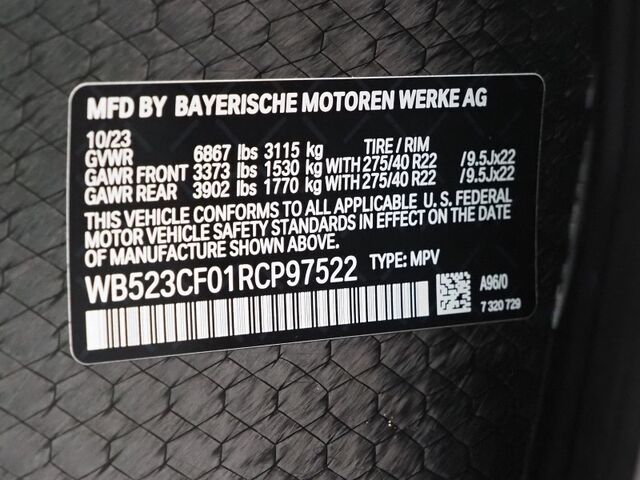 MFD BY BAYERISCHE MOTOREN WERKE AG
10/23 TIRE / RIM
GVWR 6867 lbs 3115 kg
GAWR FRONT 3373 lbs 1530 kg WITH 275/40 R22 /9.5Jx22
GAWR REAR 3902 lbs 1770 kg WITH 275/40 R22 /9.5Jx22
THIS VEHICLE CONFORMS TO ALL APPLICABLE U.S. FEDERAL
MOTOR VEHICLE SAFETY STANDARDS IN EFFECT ON THE DATE
OF MANUFACTURE SHOWN ABOVE.
WB523CF01RCP97522 TYPE: MPV
A96/0
7 320 729